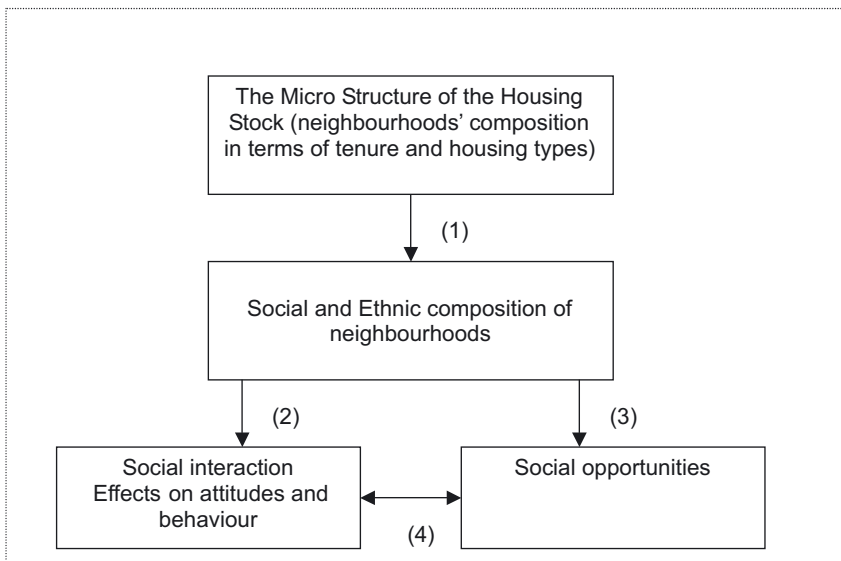 The Micro Structure of the Housing
Stock (neighbourhoods’ composition
in terms of tenure and housing types)
(1)
Social and Ethnic composition of
neighbourhoods
(2)
(3)
Social interaction
Effects on attitudes and
behaviour
Social opportunities
(4)